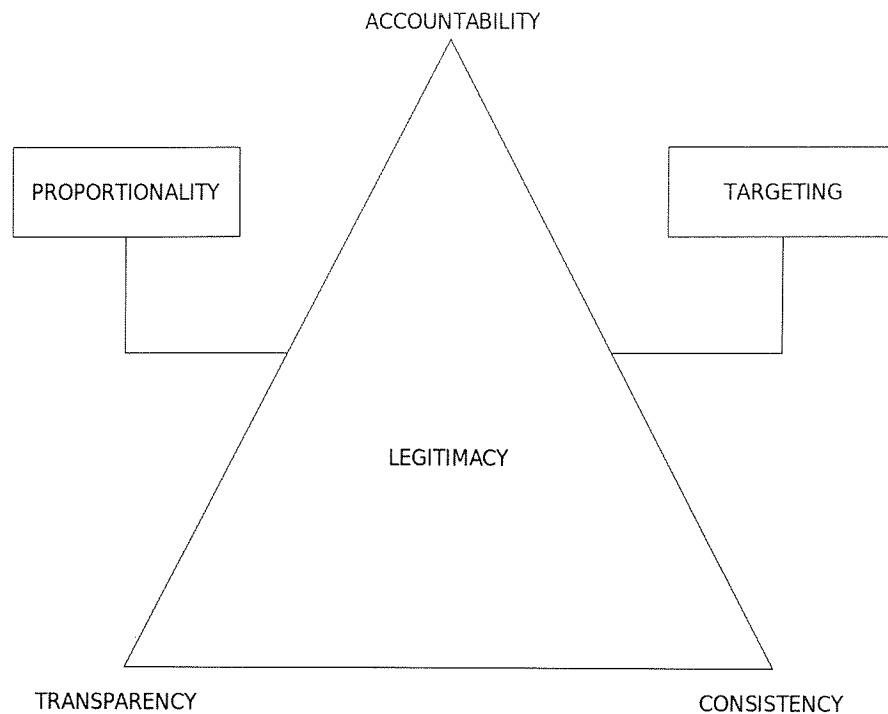 ACCOUNTABILITY
PROPORTIONALITY
TARGETING
LEGITIMACY
TRANSPARENCY
CONSISTENCY